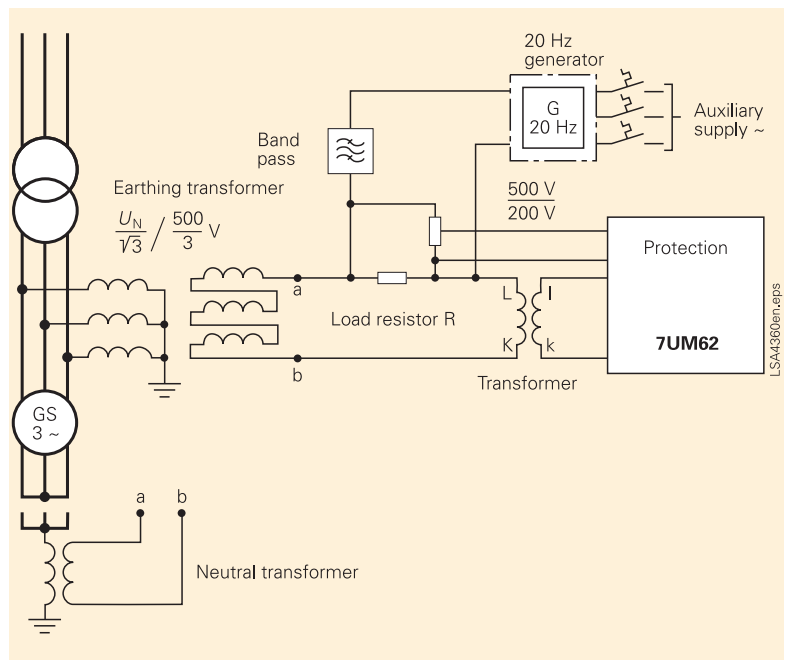 20 Hz
generator
G
20 Hz
Auxiliary
supply ~
Band
pass
Earthing transformer
U_N/√3 / 500/3 V
500 V
200 V
Protection
7UM62
a
Load resistor R
b
L
l
K
k
Transformer
GS
3 ~
a
b
Neutral transformer
LSA4360en.eps